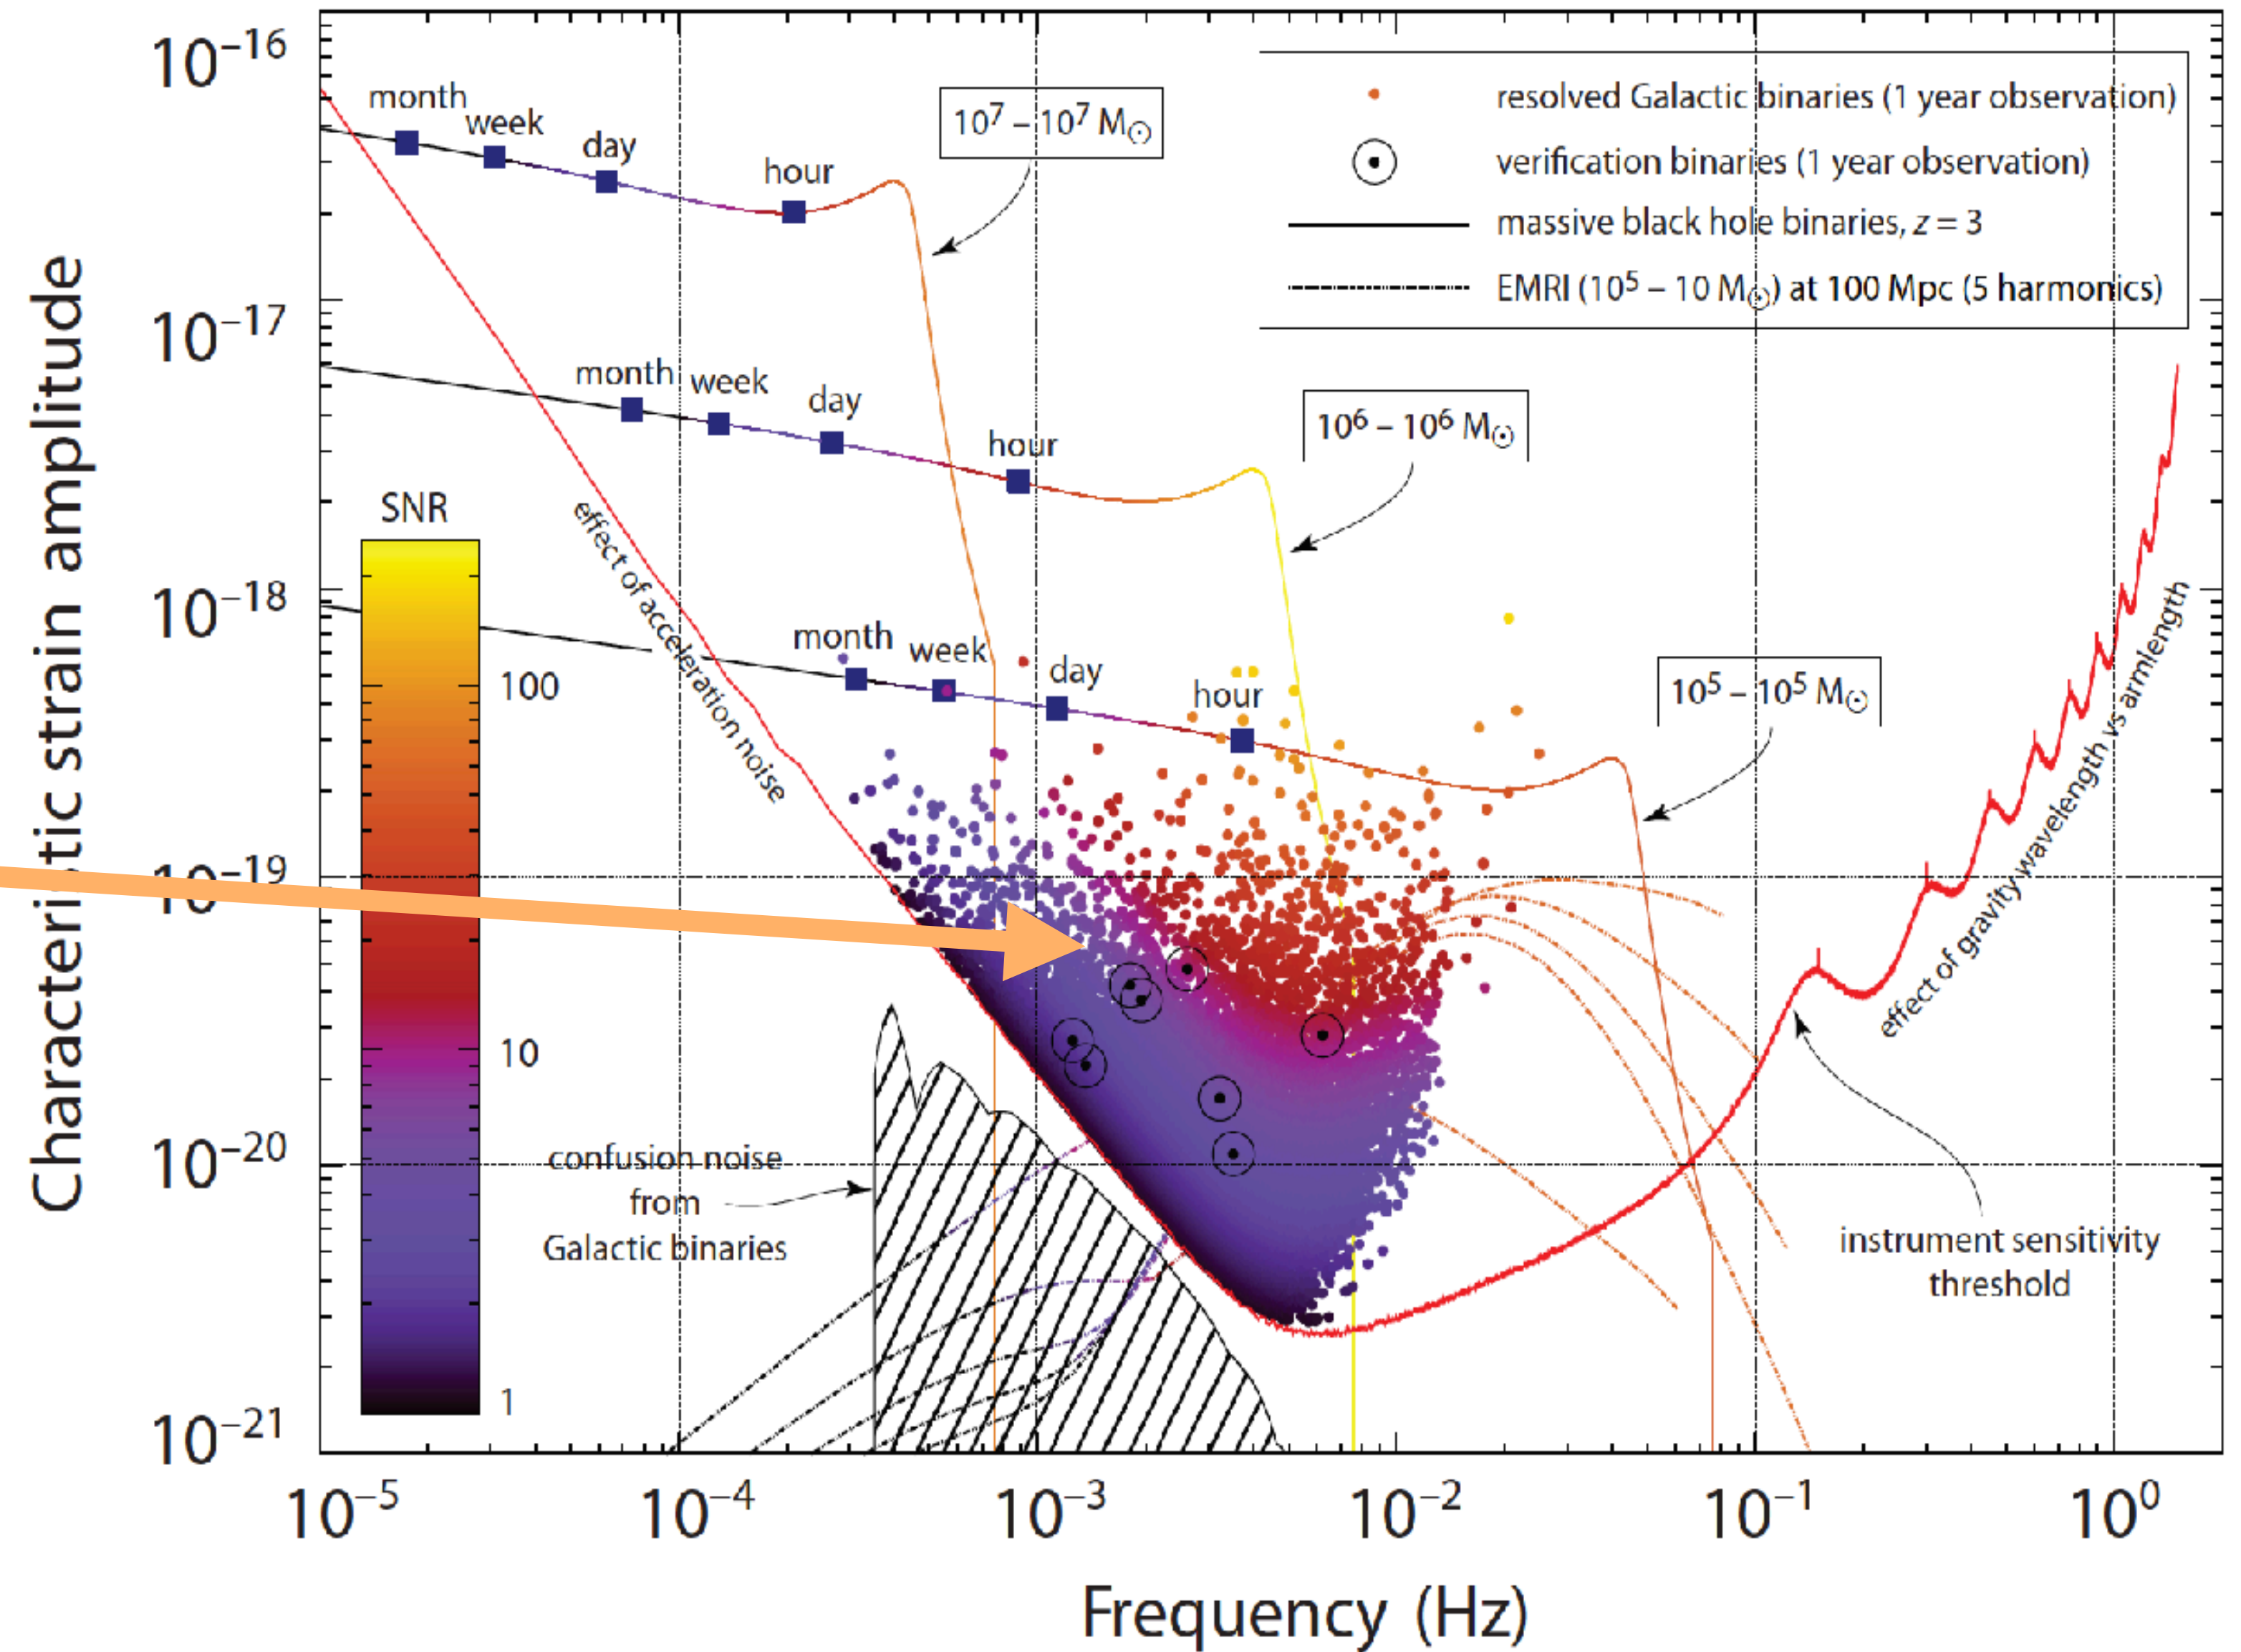 Characteristic strain amplitude
10⁻¹⁶
10⁻¹⁷
10⁻¹⁸
10⁻¹⁹
10⁻²⁰
10⁻²¹
month
week
day
hour
10⁷ – 10⁷ M☉
resolved Galactic binaries (1 year observation)
verification binaries (1 year observation)
massive black hole binaries, z = 3
EMRI (10⁵ – 10 M☉) at 100 Mpc (5 harmonics)
month
week
day
hour
10⁶ – 10⁶ M☉
SNR
100
10
1
effect of acceleration noise
month
week
day
hour
10⁵ – 10⁵ M☉
effect of gravity wavelength vs armlength
confusion noise
from
Galactic binaries
instrument sensitivity
threshold
10⁻⁵
10⁻⁴
10⁻³
10⁻²
10⁻¹
10⁰
Frequency (Hz)